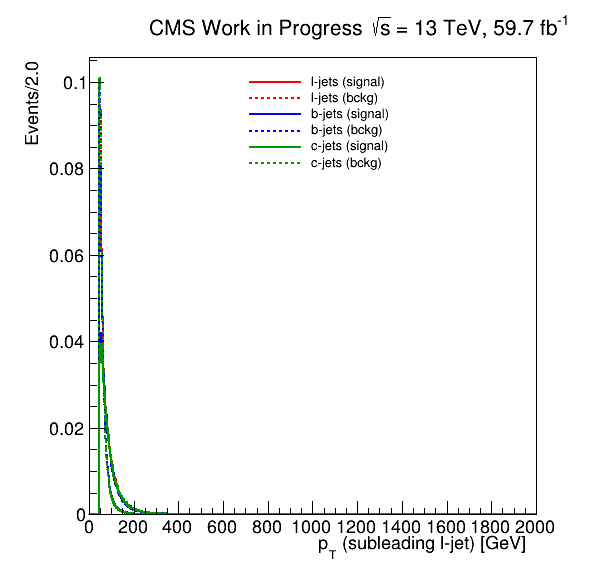 CMS Work in Progress √s = 13 TeV, 59.7 fb⁻¹
Events/2.0
l-jets (signal)
l-jets (bckg)
b-jets (signal)
b-jets (bckg)
c-jets (signal)
c-jets (bckg)
0.1
0.08
0.06
0.04
0.02
0
0 200 400 600 800 1000 1200 1400 1600 1800 2000
p_T (subleading l-jet) [GeV]